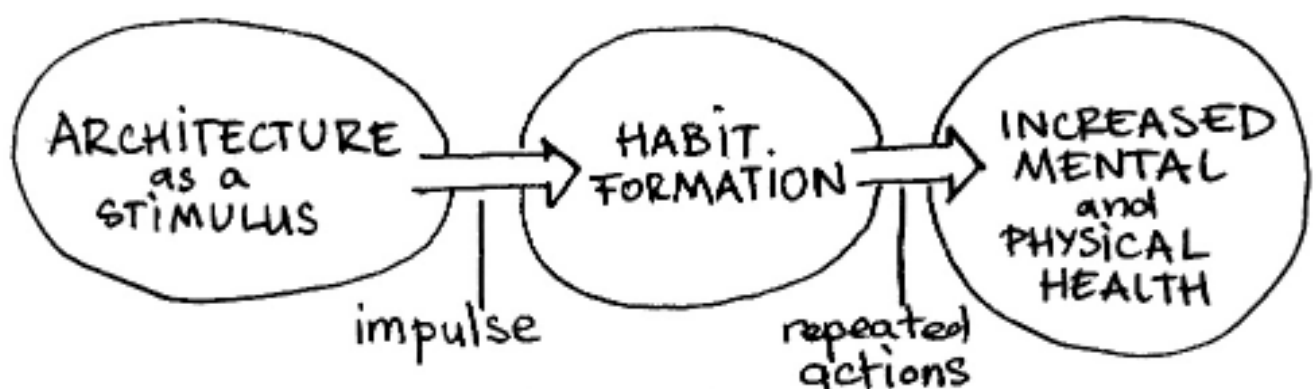 ARCHITECTURE
as a
STIMULUS
impulse
HABIT.
FORMATION
repeated
actions
INCREASED
MENTAL
and
PHYSICAL
HEALTH